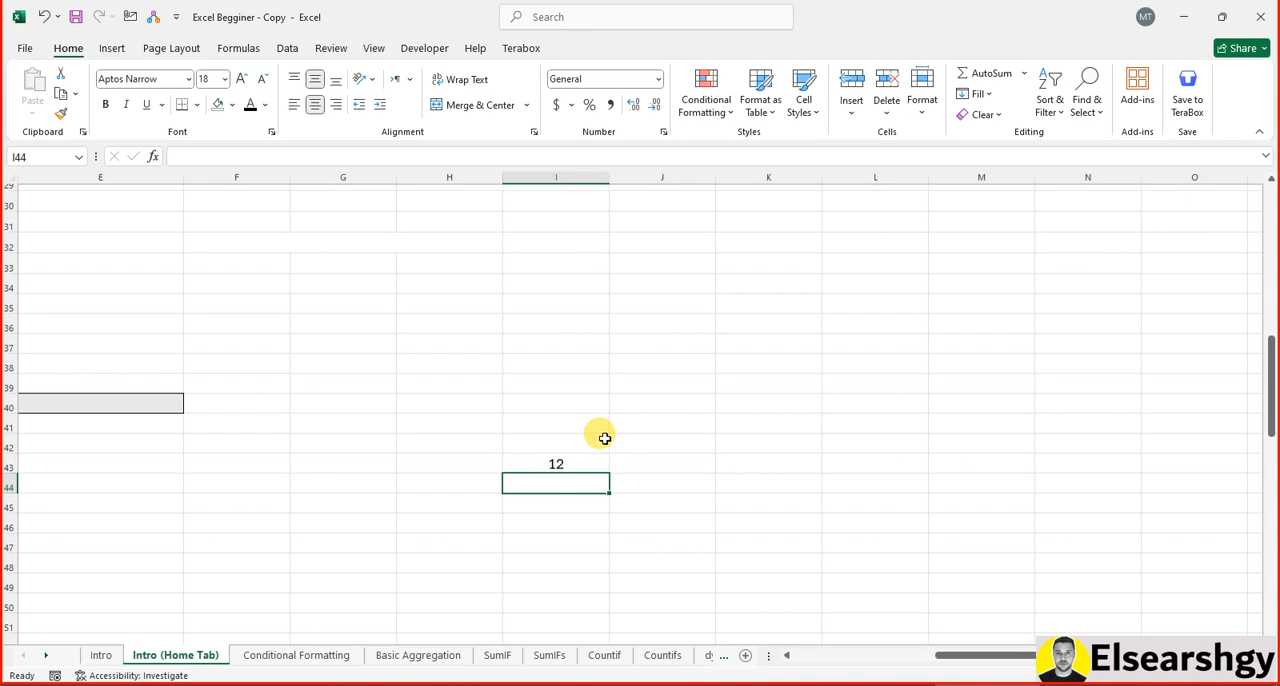 Excel Begginer - Copy - Excel
Search
MT
File Home Insert Page Layout Formulas Data Review View Developer Help Terabox
Share
Paste
Aptos Narrow 18
B I U
Wrap Text
Merge & Center
General
$ %
Conditional Formatting
Format as Table
Cell Styles
Insert
Delete
Format
AutoSum
Fill
Clear
Sort & Filter
Find & Select
Add-ins
Save to TeraBox
Clipboard Font Alignment Number Styles Cells Editing Add-ins Save
I44
fx
E F G H I J K L M N O
29
30
31
32
33
34
35
36
37
38
39
40
41
42
43 12
44
45
46
47
48
49
50
51
Intro Intro (Home Tab) Conditional Formatting Basic Aggregation SumIF SumIFs Countif Countifs dy ...
Ready Accessibility: Investigate
Elsearshgy